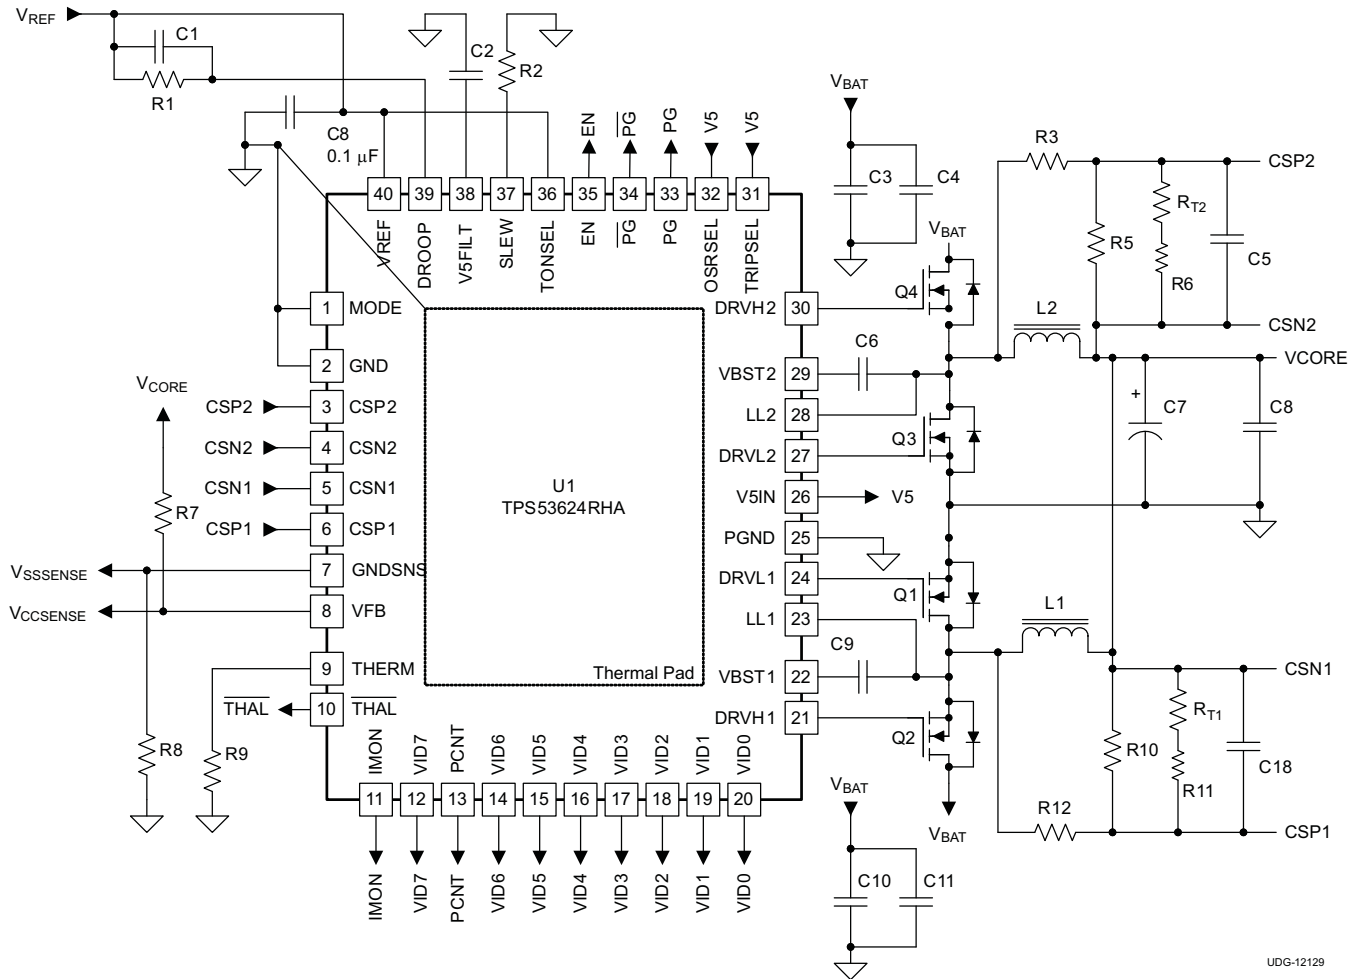 VREF
C1
R1
C8
0.1 µF
C2
R2
EN
PG
PG
V5
V5
40
39
38
37
36
35
34
33
32
31
VREF
DROOP
V5FILT
SLEW
TONSEL
EN
PG
PG
OSRSEL
TRIPSEL
1 MODE
2 GND
CSP2 3 CSP2
CSN2 4 CSN2
CSN1 5 CSN1
CSP1 6 CSP1
VSSSENSE 7 GNDSNS
VCCSENSE 8 VFB
9 THERM
THAL 10 THAL
VCORE
R7
R8
R9
U1
TPS53624RHA
Thermal Pad
DRVH2 30
VBST2 29
LL2 28
DRVL2 27
V5IN 26 V5
PGND 25
DRVL1 24
LL1 23
VBST1 22
DRVH1 21
IMON
VID7
PCNT
VID6
VID5
VID4
VID3
VID2
VID1
VID0
11
12
13
14
15
16
17
18
19
20
IMON
VID7
PCNT
VID6
VID5
VID4
VID3
VID2
VID1
VID0
VBAT
C3
C4
VBAT
Q4
C6
Q3
Q1
C9
Q2
VBAT
VBAT
C10
C11
R3
CSP2
RT2
R5
R6
C5
L2
CSN2
VCORE
+
C7
C8
L1
CSN1
RT1
R10
R11
C18
R12
CSP1
UDG-12129